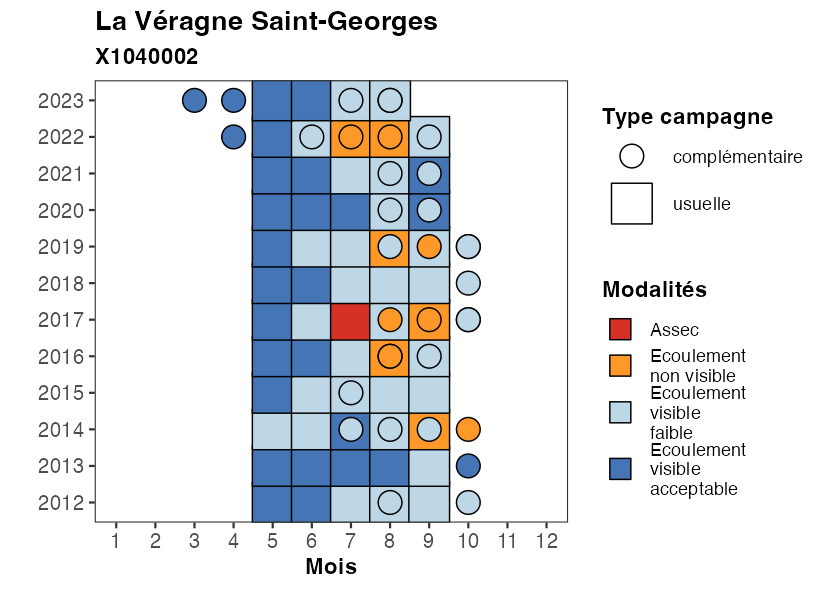 La Véragne Saint-Georges
X1040002
2023
2022
2021
2020
2019
2018
2017
2016
2015
2014
2013
2012
1 2 3 4 5 6 7 8 9 10 11 12
Mois
Type campagne
complémentaire
usuelle
Modalités
Assec
Ecoulement
non visible
Ecoulement
visible
faible
Ecoulement
visible
acceptable